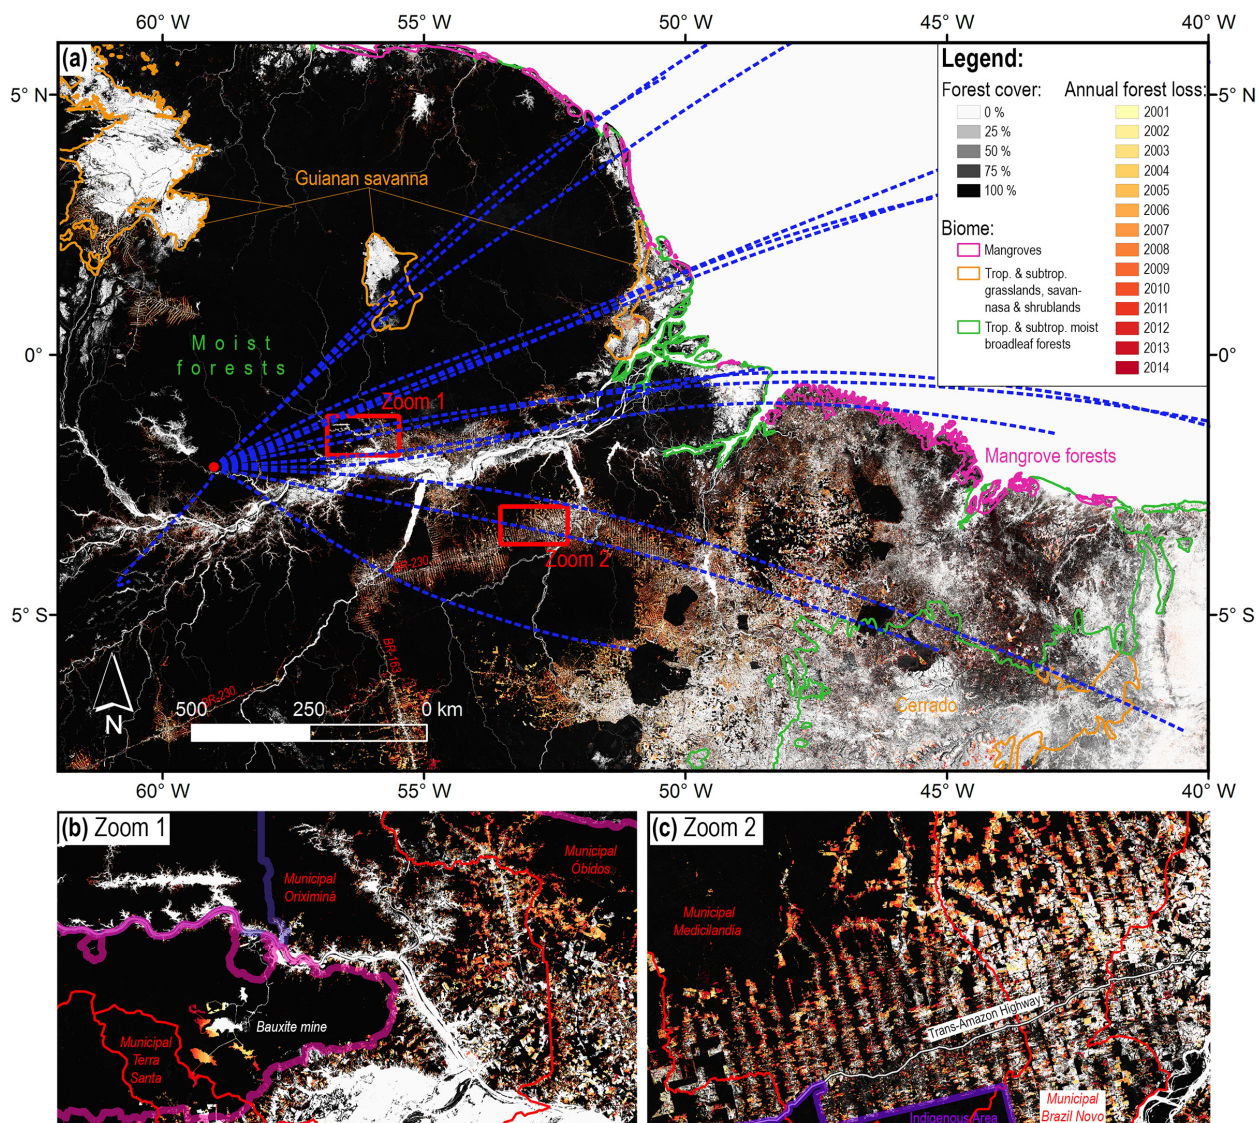 60° W
55° W
50° W
45° W
40° W
(a)
Legend:
Forest cover:
0 %
25 %
50 %
75 %
100 %
Annual forest loss:
2001
2002
2003
2004
2005
2006
2007
2008
2009
2010
2011
2012
2013
2014
Biome:
Mangroves
Trop. & subtrop.
grasslands, savan-
nasa & shrublands
Trop. & subtrop. moist
broadleaf forests
5° N
5° N
0°
0°
5° S
5° S
Guianan savanna
Moist
forests
Zoom 1
Mangrove forests
Zoom 2
BR-230
BR-163
BR-230
Cerrado
N
500
250
0 km
60° W
55° W
50° W
45° W
40° W
(b) Zoom 1
Municipal
Óbidos
Municipal
Oriximiná
Bauxite mine
Municipal
Terra
Santa
(c) Zoom 2
Municipal
Medicilandia
Trans-Amazon Highway
Indigenous Area
Municipal
Brazil Novo